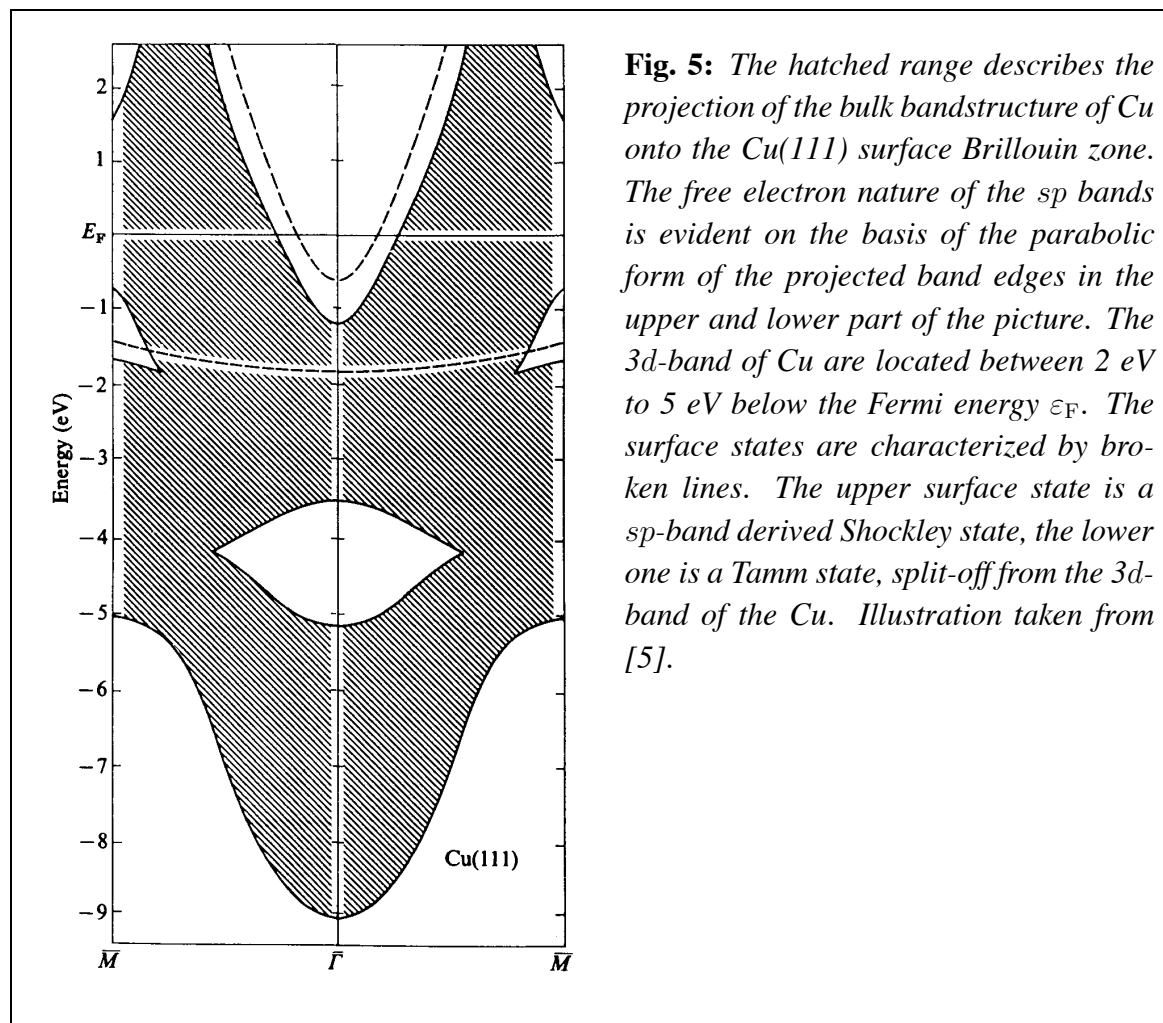 2
1
E_F
−1
−2
−3
−4
−5
−6
−7
−8
−9
Energy (eV)
Cu(111)
M̅
Γ̅
M̅
Fig. 5: The hatched range describes the
projection of the bulk bandstructure of Cu
onto the Cu(111) surface Brillouin zone.
The free electron nature of the sp bands
is evident on the basis of the parabolic
form of the projected band edges in the
upper and lower part of the picture. The
3d-band of Cu are located between 2 eV
to 5 eV below the Fermi energy ε_F. The
surface states are characterized by bro-
ken lines. The upper surface state is a
sp-band derived Shockley state, the lower
one is a Tamm state, split-off from the 3d-
band of the Cu. Illustration taken from
[5].